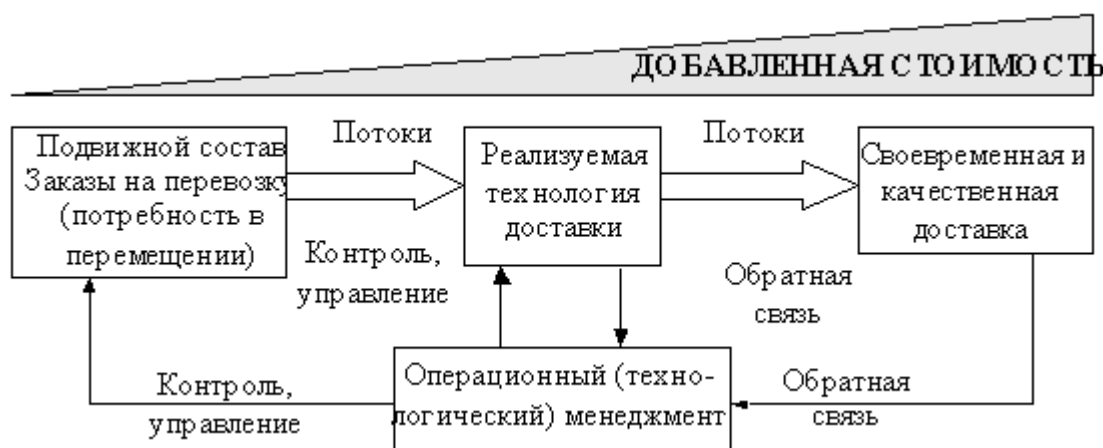 ДОБАВЛЕННАЯ СТОИМОСТЬ
Подвижной состав
Заказы на перевозку
(потребность в
перемещении)
Потоки
Реализуемая
технология
доставки
Потоки
Своевременная и
качественная
доставка
Контроль,
управление
Обратная
связь
Контроль,
управление
Операционный (техно-
логический) менеджмент
Обратная
связь